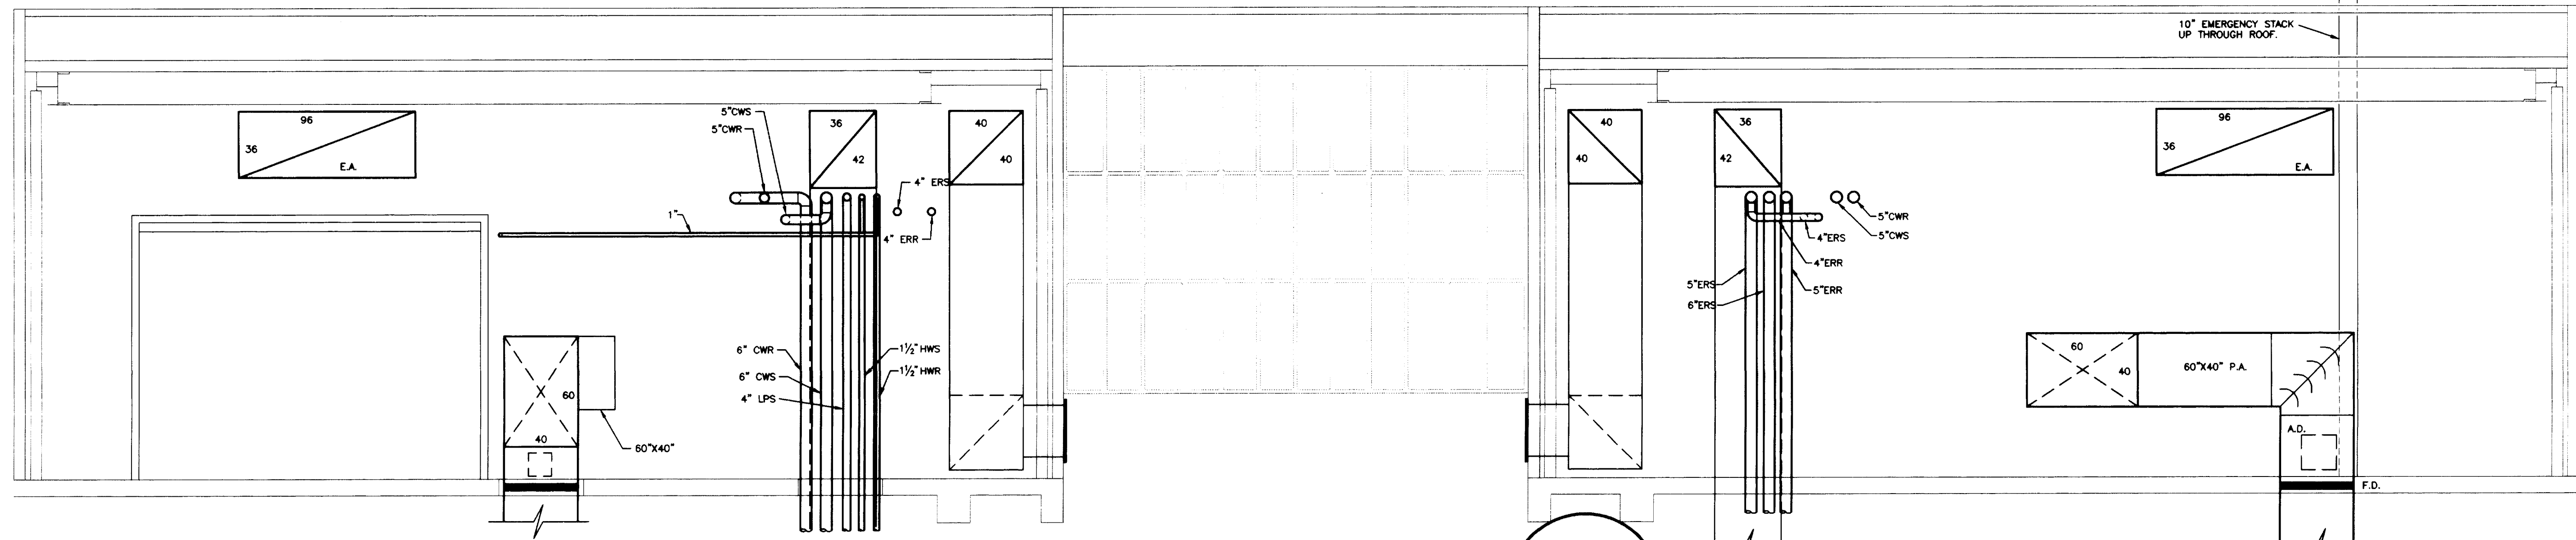 10" EMERGENCY STACK
UP THROUGH ROOF.
96
36
E.A.
5"CWS
5"CWR
36
42
40
40
4" ERS
4" ERR
1"
6" CWR
6" CWS
4" LPS
1½" HWS
1½" HWR
60
40
60"X40"
40
40
36
42
5"CWR
5"CWS
4"ERS
4"ERR
5"ERS
6"ERS
5"ERR
96
36
E.A.
60
40
60"X40" P.A.
A.D.
F.D.